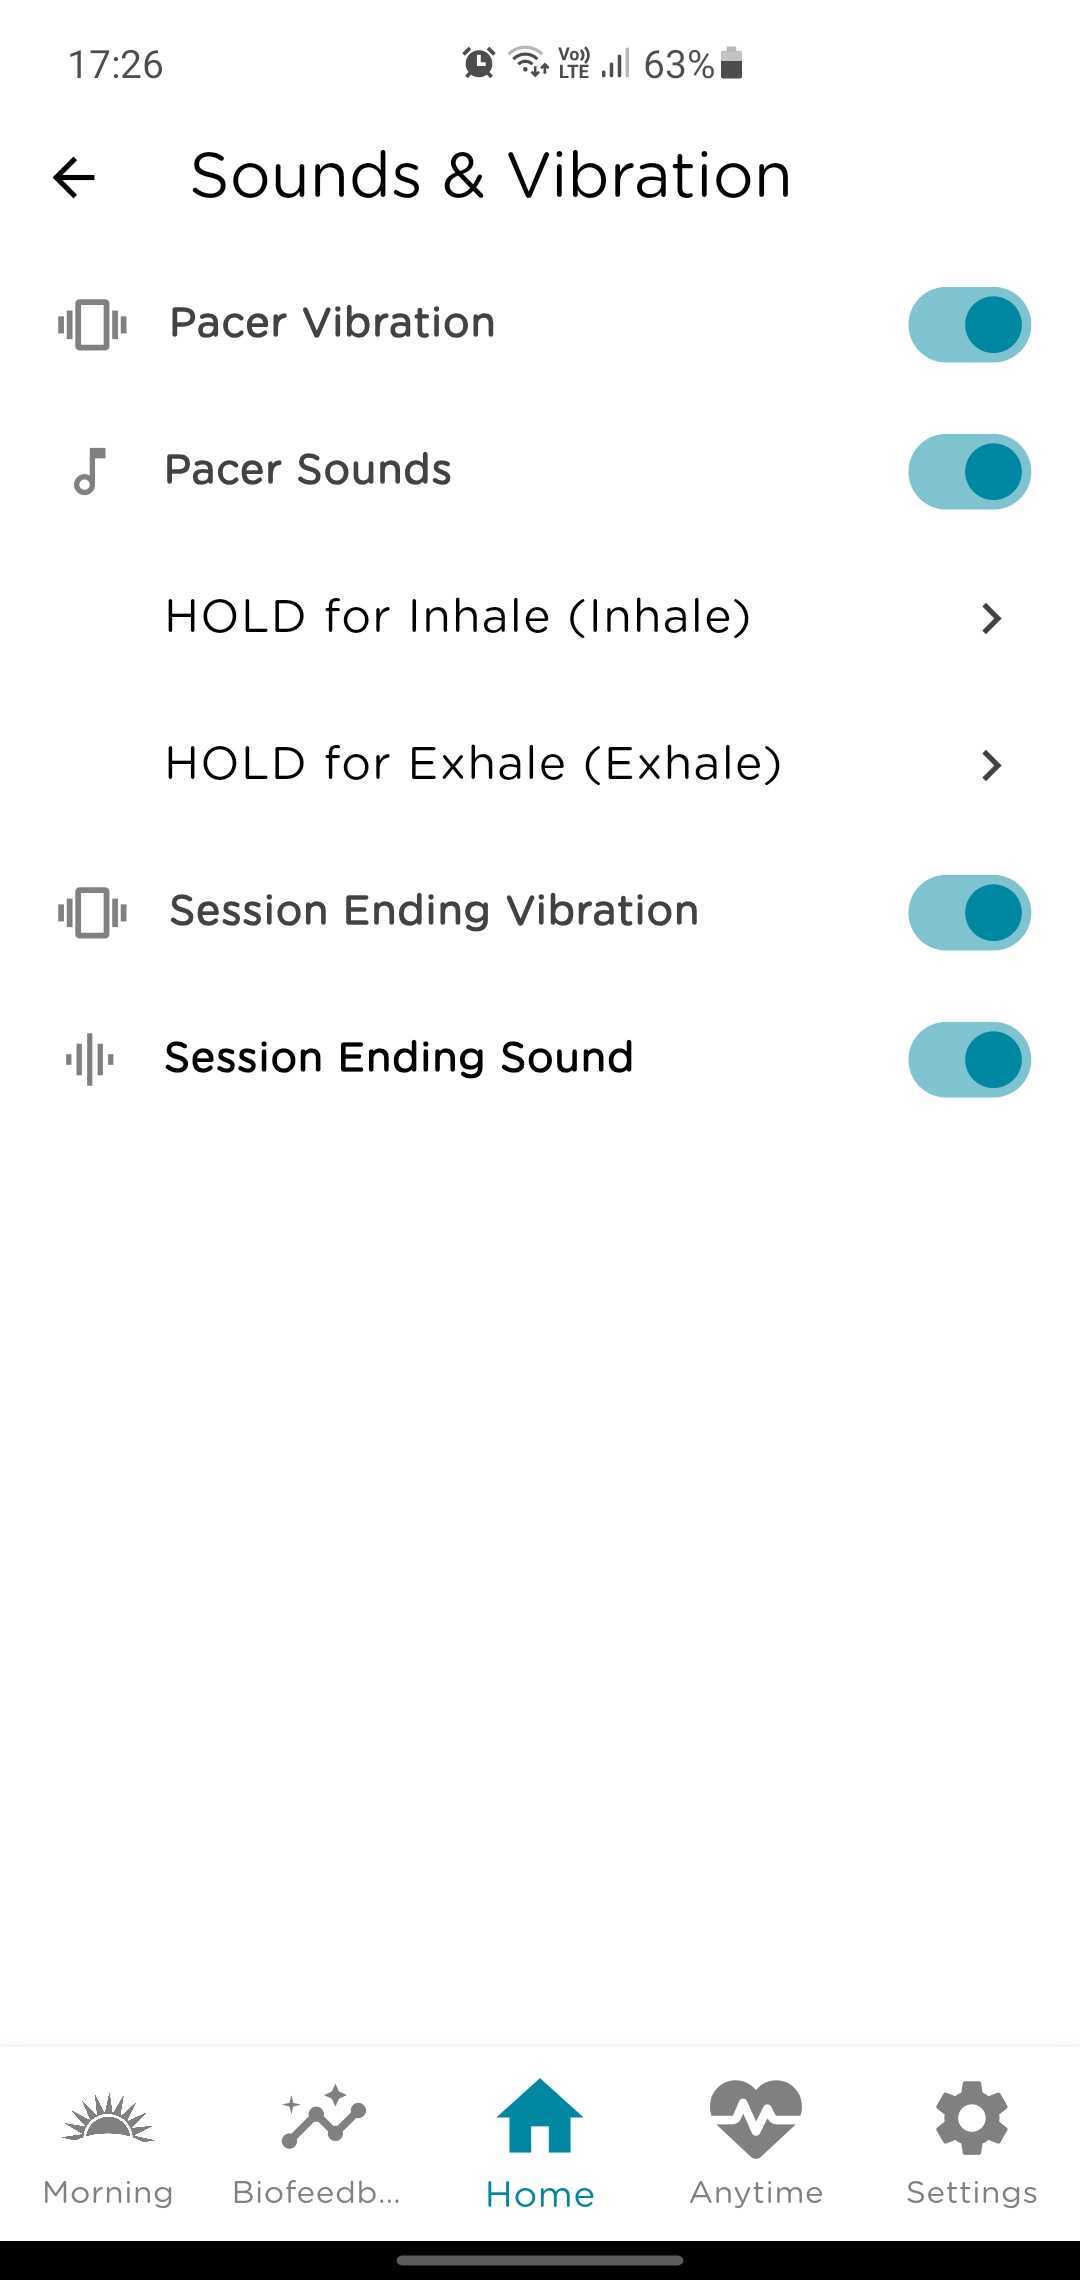 17:26
Vo)) LTE 63%
Sounds & Vibration
Pacer Vibration
Pacer Sounds
HOLD for Inhale (Inhale)
HOLD for Exhale (Exhale)
Session Ending Vibration
Session Ending Sound
Morning
Biofeedb...
Home
Anytime
Settings